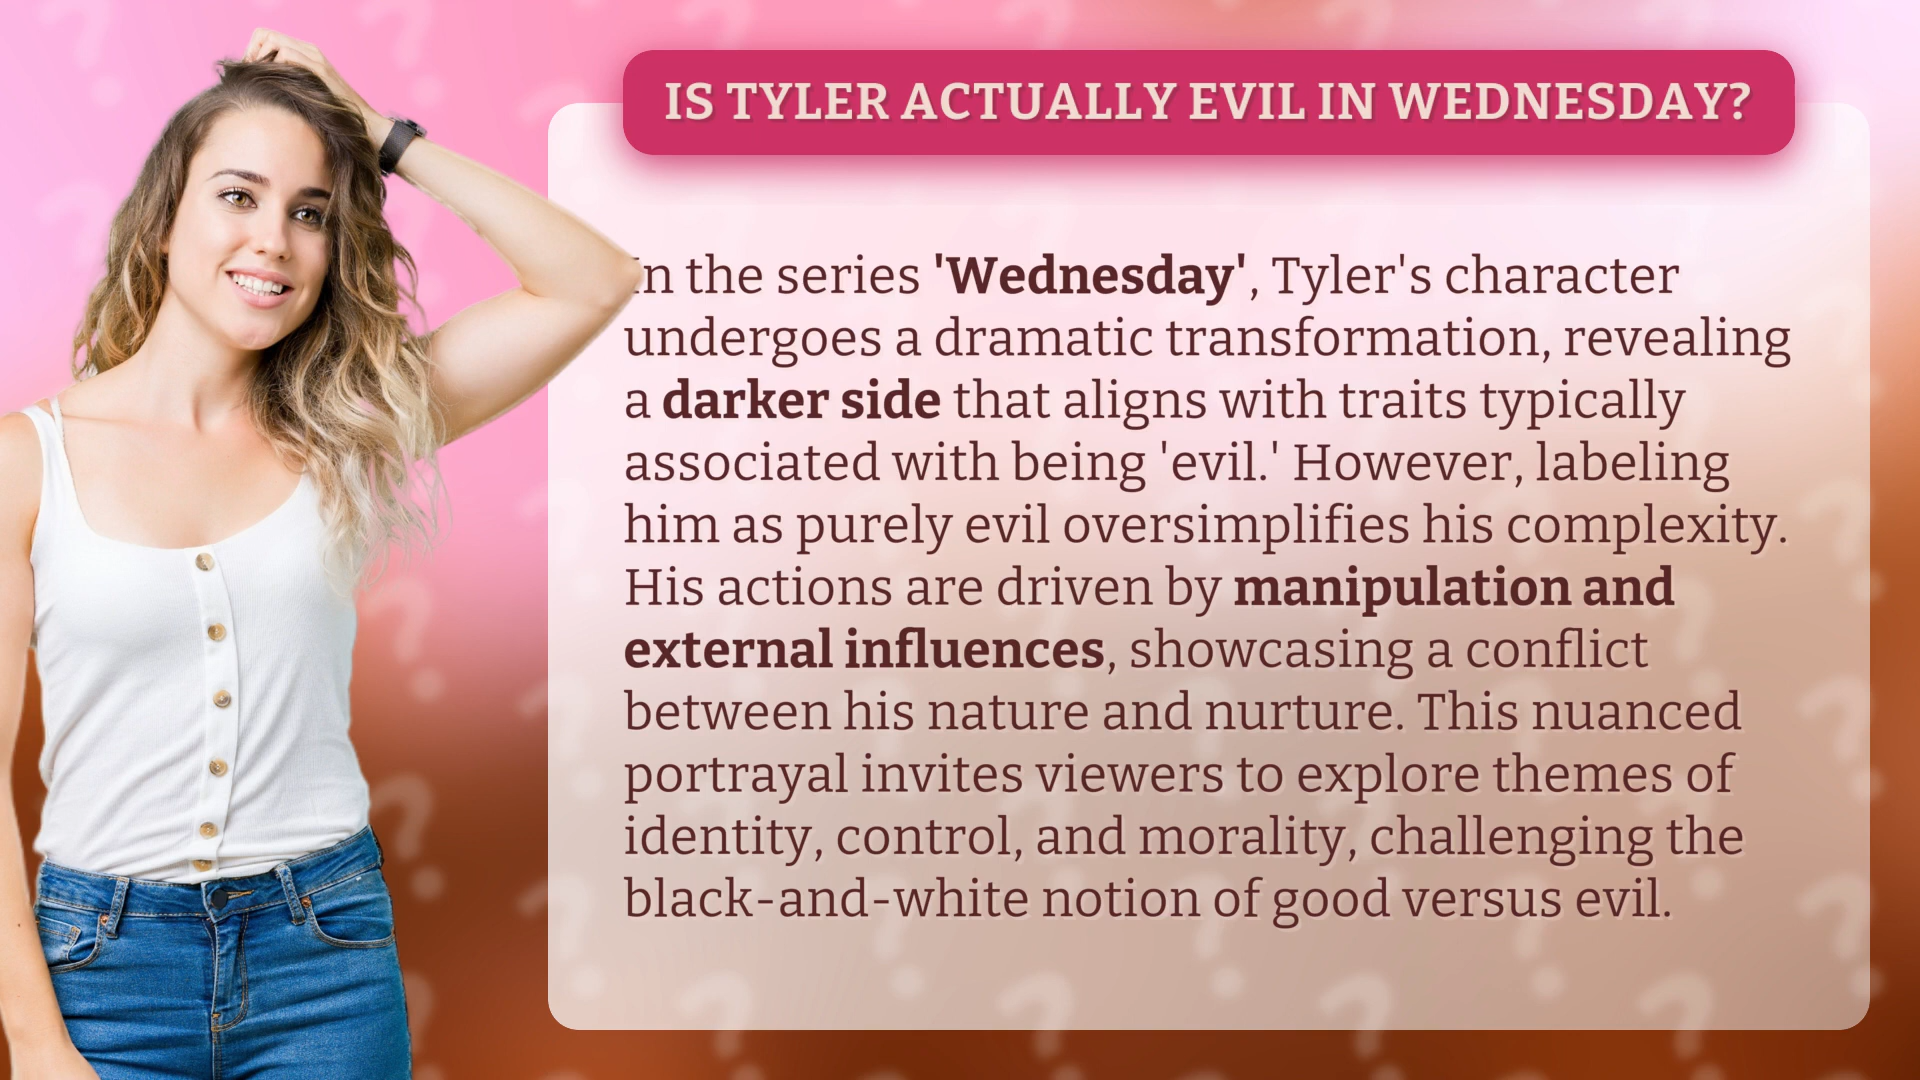 IS TYLER ACTUALLY EVIL IN WEDNESDAY?
In the series 'Wednesday', Tyler's character
undergoes a dramatic transformation, revealing
a darker side that aligns with traits typically
associated with being 'evil.' However, labeling
him as purely evil oversimplifies his complexity.
His actions are driven by manipulation and
external influences, showcasing a conflict
between his nature and nurture. This nuanced
portrayal invites viewers to explore themes of
identity, control, and morality, challenging the
black-and-white notion of good versus evil.